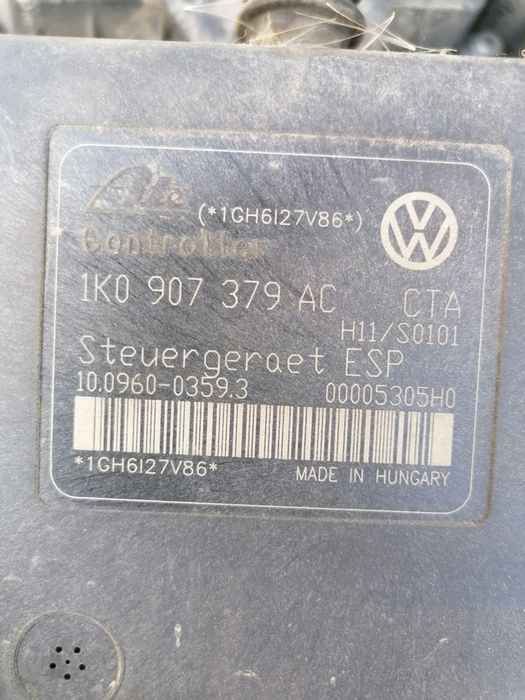 Ate (*1GH6I27V86*)
Controller
1K0 907 379 AC CTA
H11/S0101
Steuergeraet ESP
10.0960-0359.3 00005305H0
*1GH6I27V86* MADE IN HUNGARY